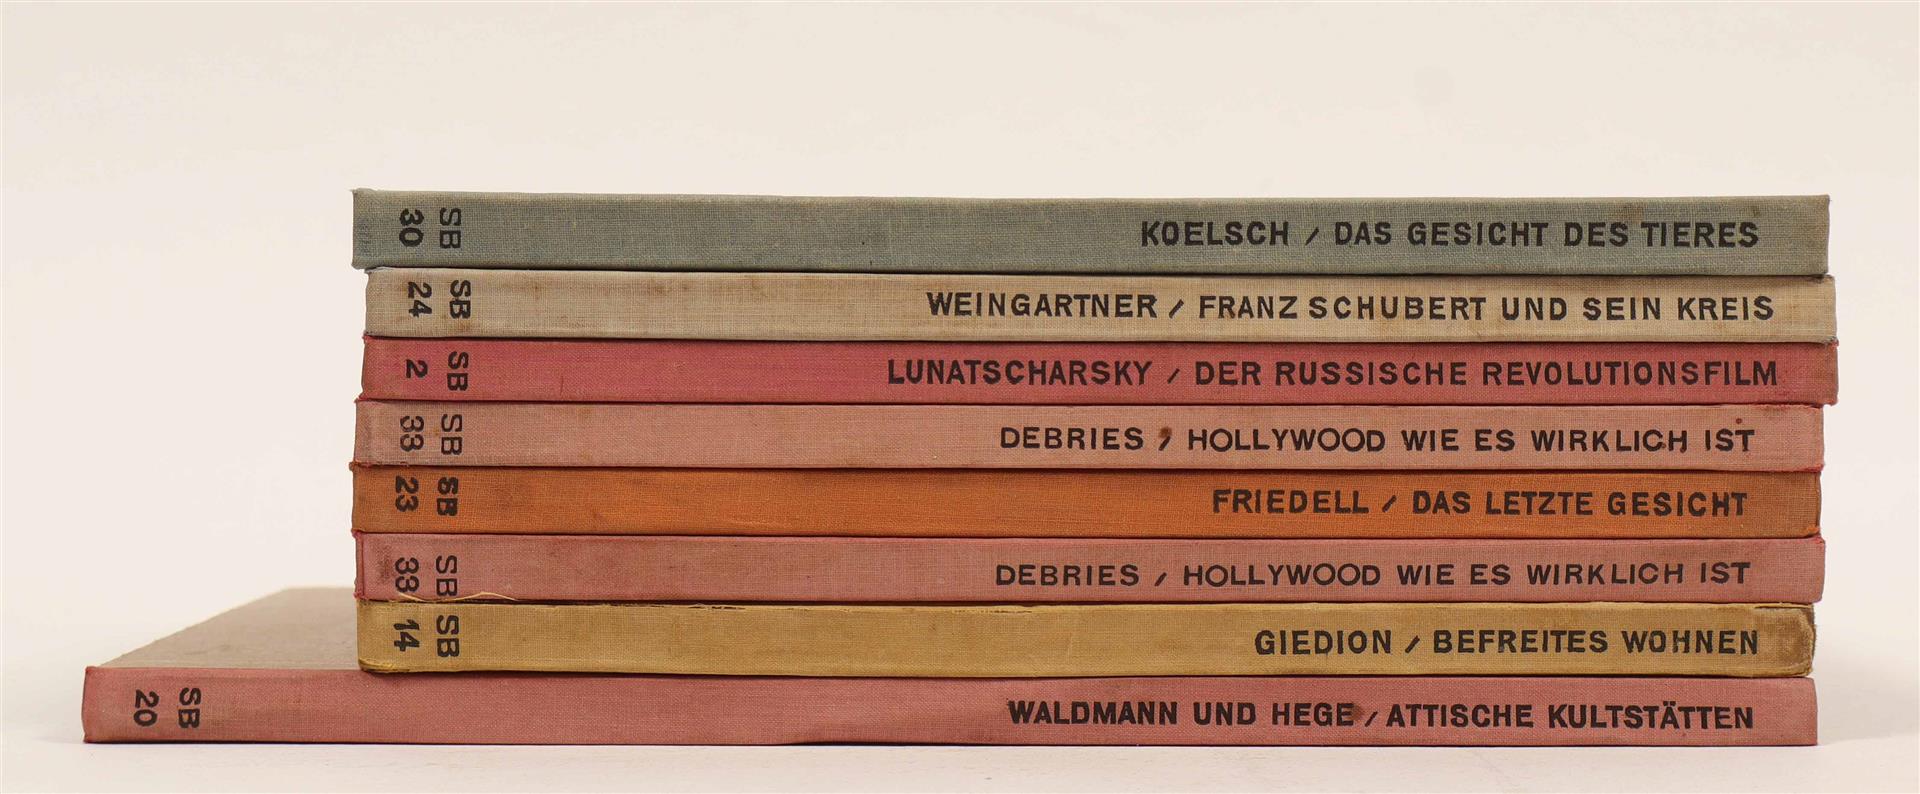 SB 30 KOELSCH / DAS GESICHT DES TIERES
SB 24 WEINGARTNER / FRANZ SCHUBERT UND SEIN KREIS
SB 2 LUNATSCHARSKY / DER RUSSISCHE REVOLUTIONSFILM
SB 33 DEBRIES / HOLLYWOOD WIE ES WIRKLICH IST
SB 23 FRIEDELL / DAS LETZTE GESICHT
SB 33 DEBRIES / HOLLYWOOD WIE ES WIRKLICH IST
SB 14 GIEDION / BEFREITES WOHNEN
SB 20 WALDMANN UND HEGE / ATTISCHE KULTSTÄTTEN